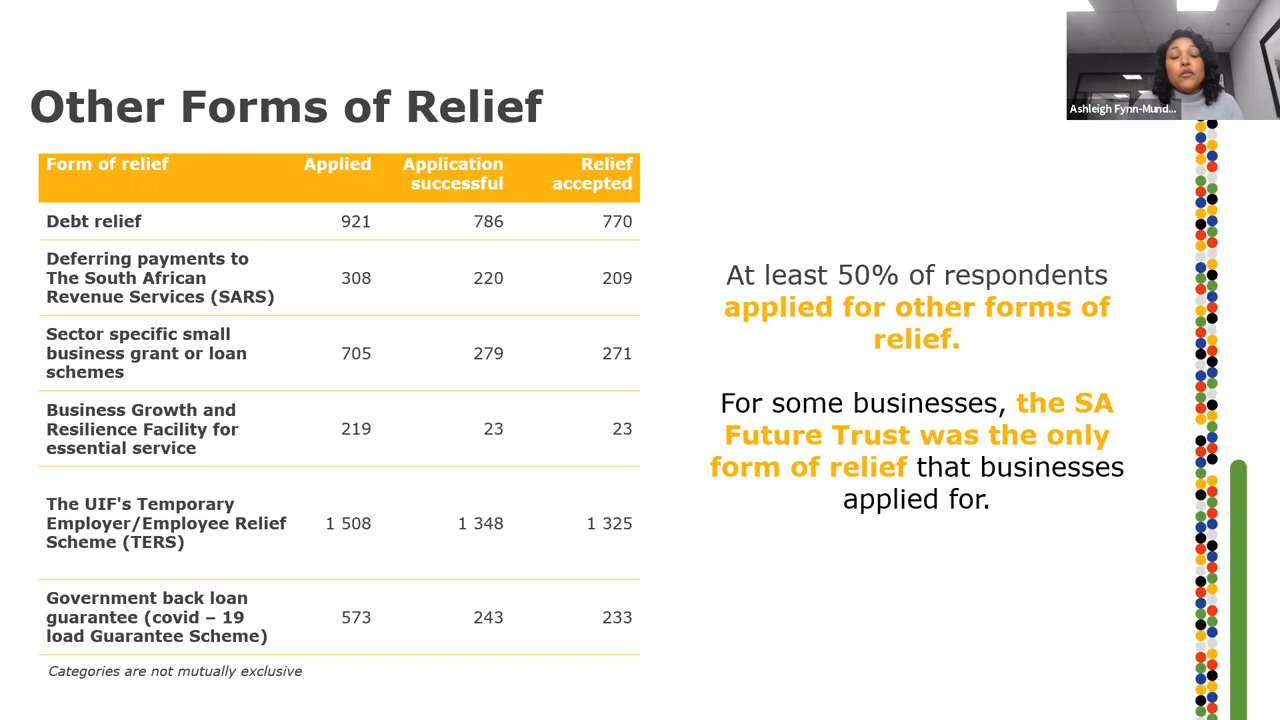 Other Forms of Relief
Form of relief Applied Application successful Relief accepted
Debt relief 921 786 770
Deferring payments to
The South African
Revenue Services (SARS) 308 220 209
Sector specific small
business grant or loan
schemes 705 279 271
Business Growth and
Resilience Facility for
essential service 219 23 23
The UIF's Temporary
Employer/Employee Relief
Scheme (TERS) 1 508 1 348 1 325
Government back loan
guarantee (covid – 19
load Guarantee Scheme) 573 243 233
Categories are not mutually exclusive
At least 50% of respondents
applied for other forms of
relief.
For some businesses, the SA
Future Trust was the only
form of relief that businesses
applied for.
Ashleigh Fynn-Mund...